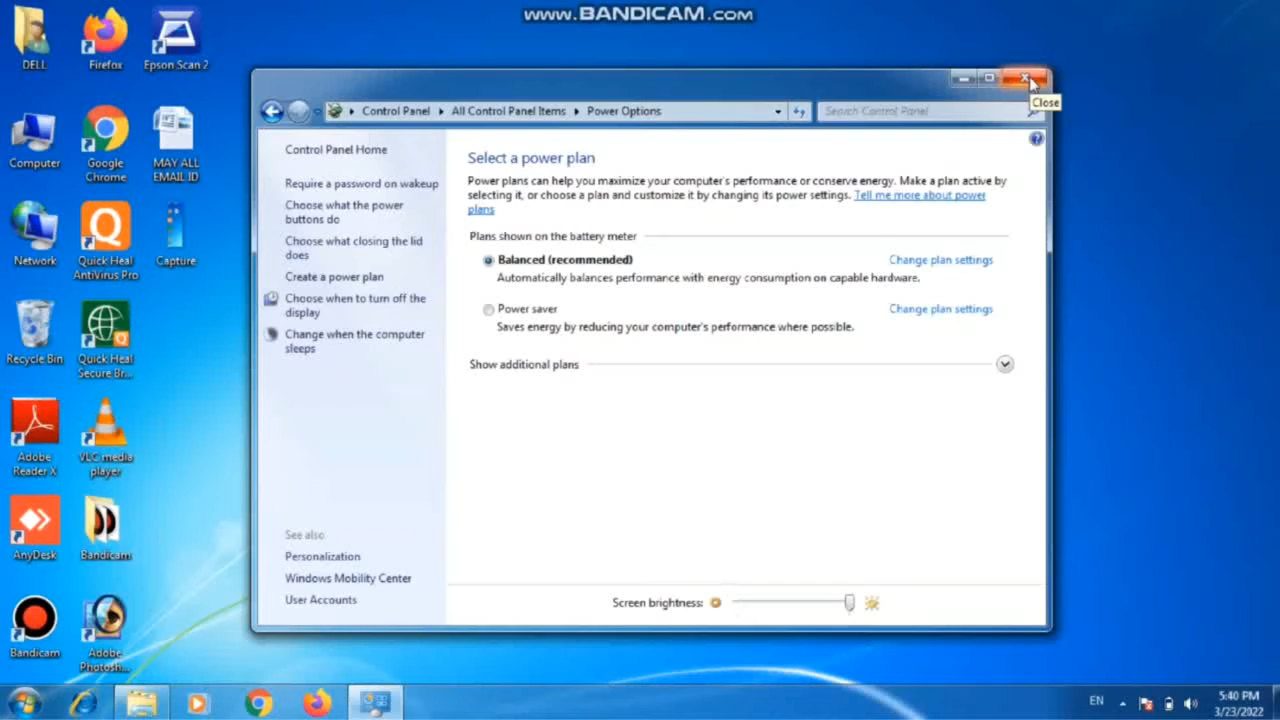 www.BANDICAM.com
DELL
Firefox
Epson Scan 2
Computer
Google
Chrome
MAY ALL
EMAIL ID
Network
Quick Heal
AntiVirus Pro
Capture
Recycle Bin
Quick Heal
Secure Br...
Adobe
Reader X
VLC media
player
AnyDesk
Bandicam
Bandicam
Adobe
Photosh...
Close
Control Panel
All Control Panel Items
Power Options
Search Control Panel
Control Panel Home
Require a password on wakeup
Choose what the power
buttons do
Choose what closing the lid
does
Create a power plan
Choose when to turn off the
display
Change when the computer
sleeps
See also
Personalization
Windows Mobility Center
User Accounts
Select a power plan
Power plans can help you maximize your computer's performance or conserve energy. Make a plan active by
selecting it, or choose a plan and customize it by changing its power settings. Tell me more about power
plans
Plans shown on the battery meter
Balanced (recommended)
Change plan settings
Automatically balances performance with energy consumption on capable hardware.
Power saver
Change plan settings
Saves energy by reducing your computer's performance where possible.
Show additional plans
Screen brightness:
EN
5:40 PM
3/23/2022